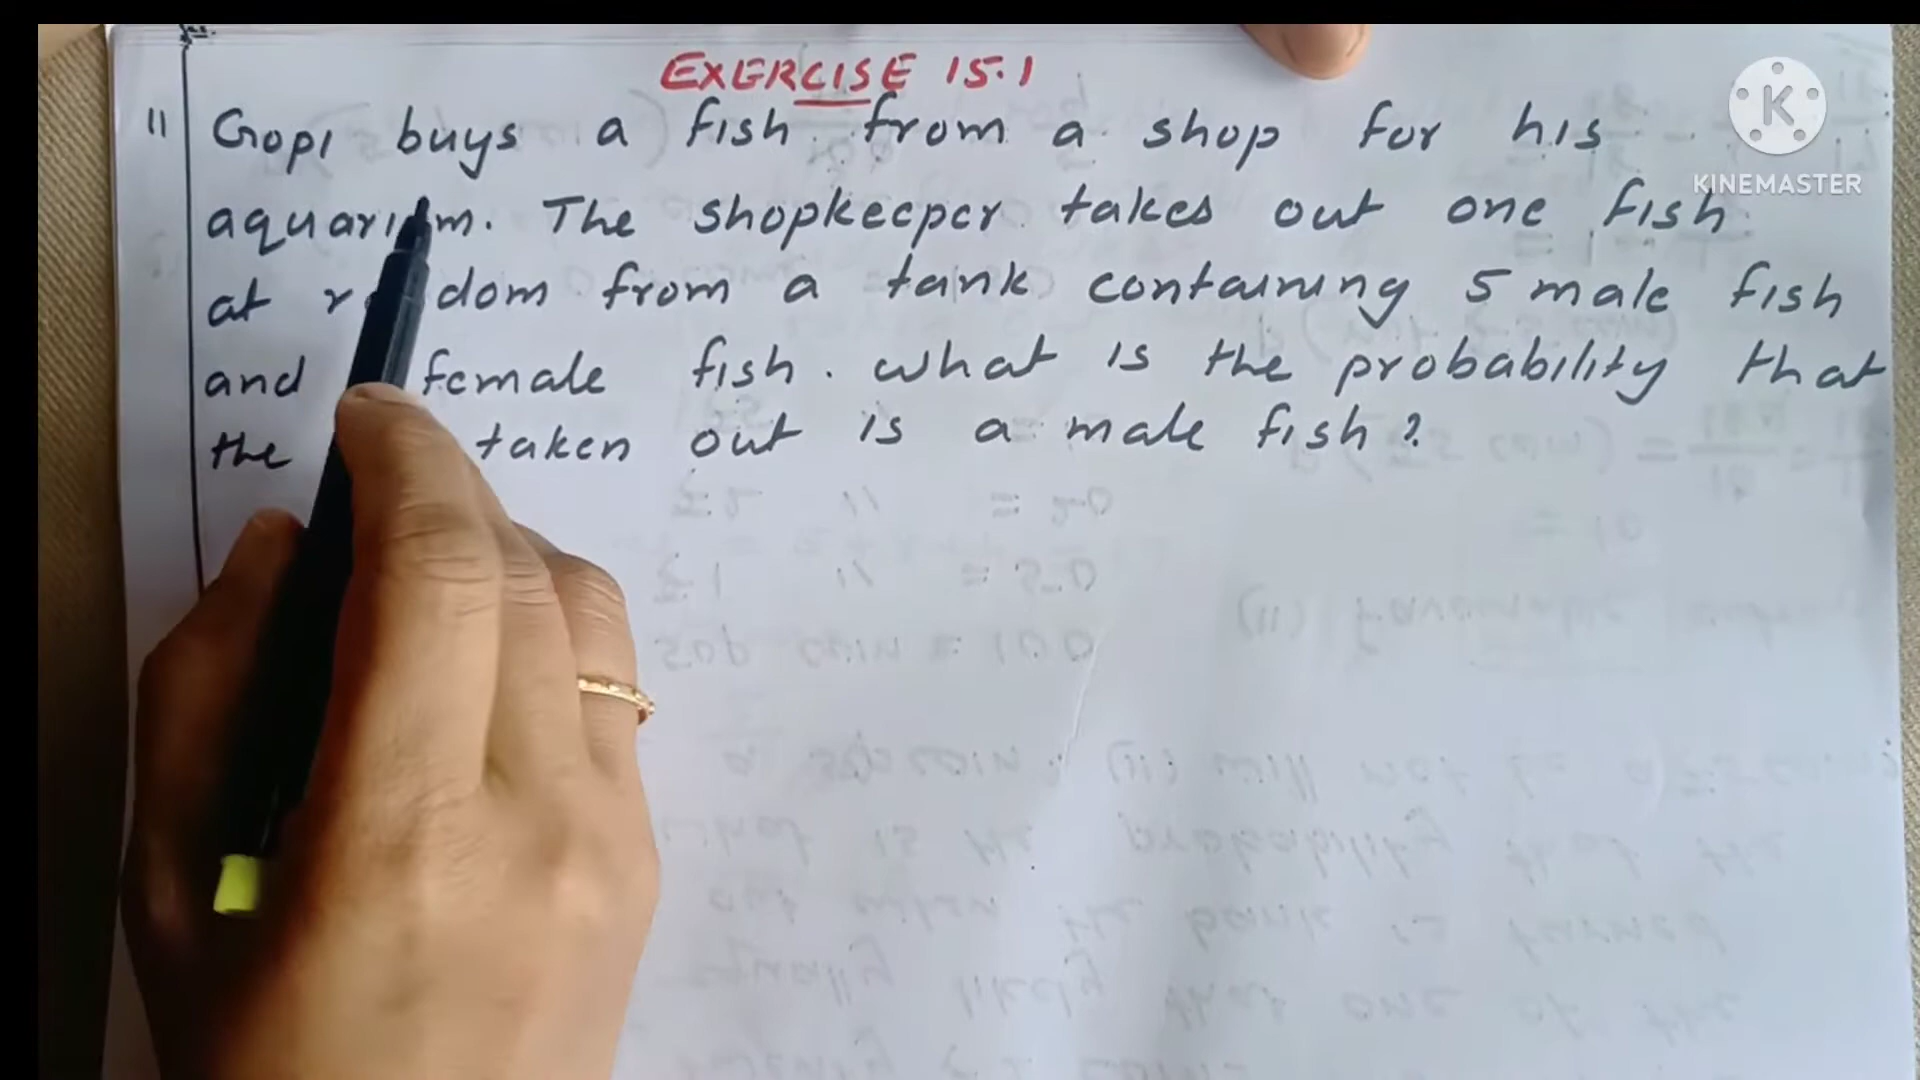 EXERCISE 15.1
11 Gopi buys a fish from a shop for his
aquarium. The shopkeeper takes out one fish
at random from a tank containing 5 male fish
and female fish. What is the probability that
the taken out is a male fish?
K
KINEMASTER